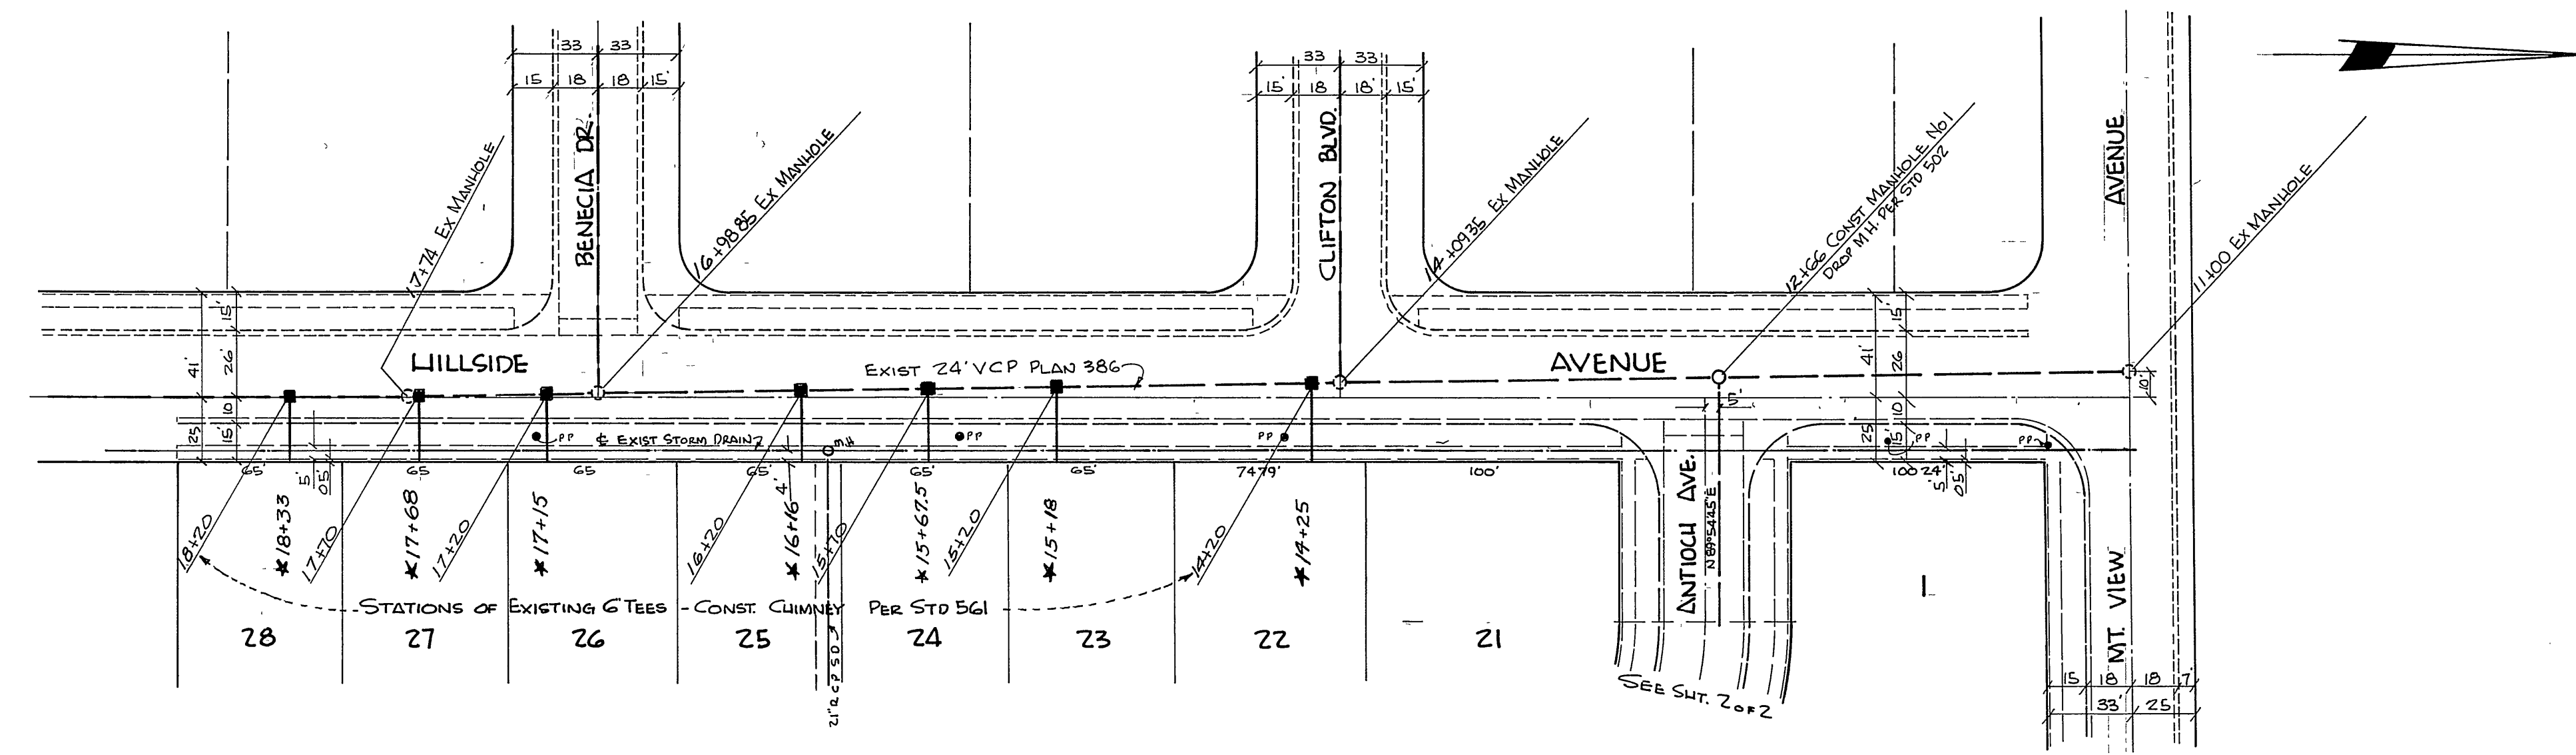 33 33
15 18 18 15'
33 33
15' 18 18' 15'
BENECIA DR.
CLIFTON BLVD.
AVENUE
17+74 EX MANHOLE
16+98 85 EX MANHOLE
14+09 35 EX MANHOLE
12+66 CONST MANHOLE No 1
DROP M H. PER STD 502
11+00 EX MANHOLE
15'
26'
41'
10
15'
25
HILLSIDE
EXIST 24' VCP PLAN 386
AVENUE
15'
26
41'
10
15'
25
10'
5'
PP
¢ EXIST STORM DRAIN
M.H
PP
PP
PP
PP
65' 65 65 65' 65' 65' 74 79' 100' 100 24'
5'
05'
4'
5'
05'
18+20
★ 18+33
17+70
★ 17+68
17+20
★ 17+15
16+20
★ 16+16
15+70
★ 15+67.5
15+20
★ 15+18
14+20
★ 14+25
ANTIOCH AVE.
N 89°54'45"E
STATIONS OF EXISTING 6" TEES - CONST. CHIMNEY PER STD 561
28 27 26 25 24 23 22 21 1
21" R C P S D
SEE SHT. 2 OF 2
MT. VIEW
15 18 18 7'
33' 25